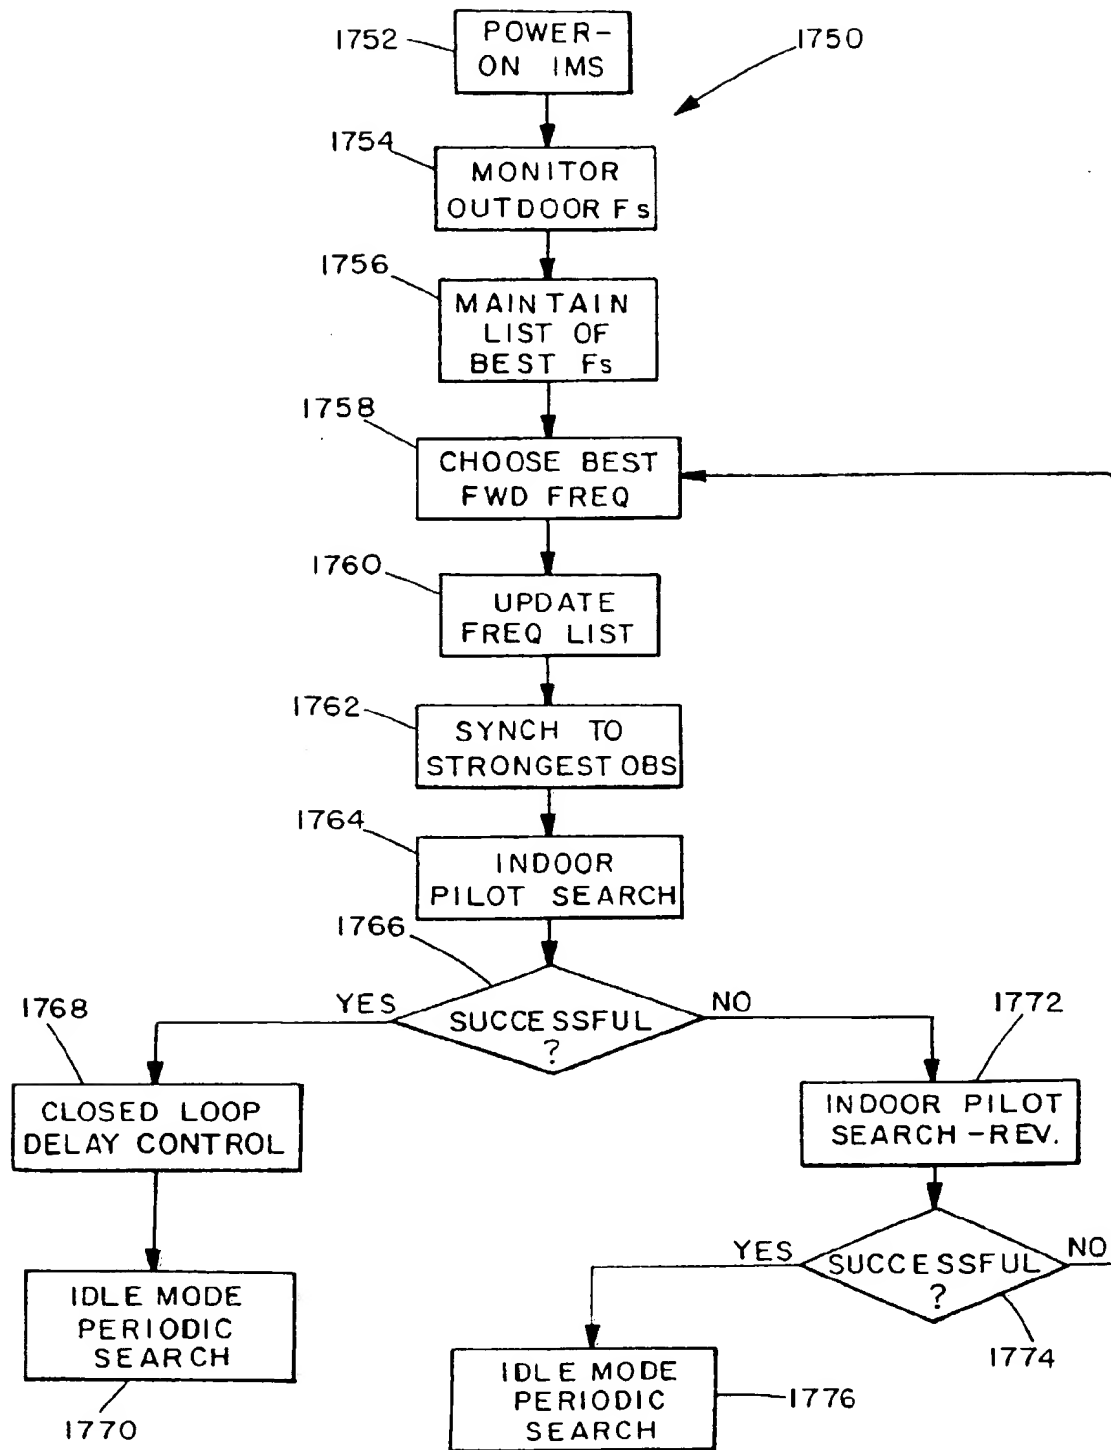 1752
POWER-
ON IMS
1750
1754
MONITOR
OUTDOOR Fs
1756
MAINTAIN
LIST OF
BEST Fs
1758
CHOOSE BEST
FWD FREQ
1760
UPDATE
FREQ LIST
1762
SYNCH TO
STRONGEST OBS
1764
INDOOR
PILOT SEARCH
1766
YES
SUCCESSFUL
?
NO
1768
CLOSED LOOP
DELAY CONTROL
1772
INDOOR PILOT
SEARCH-REV.
IDLE MODE
PERIODIC
SEARCH
1770
YES
SUCCESSFUL
?
NO
1774
IDLE MODE
PERIODIC
SEARCH
1776